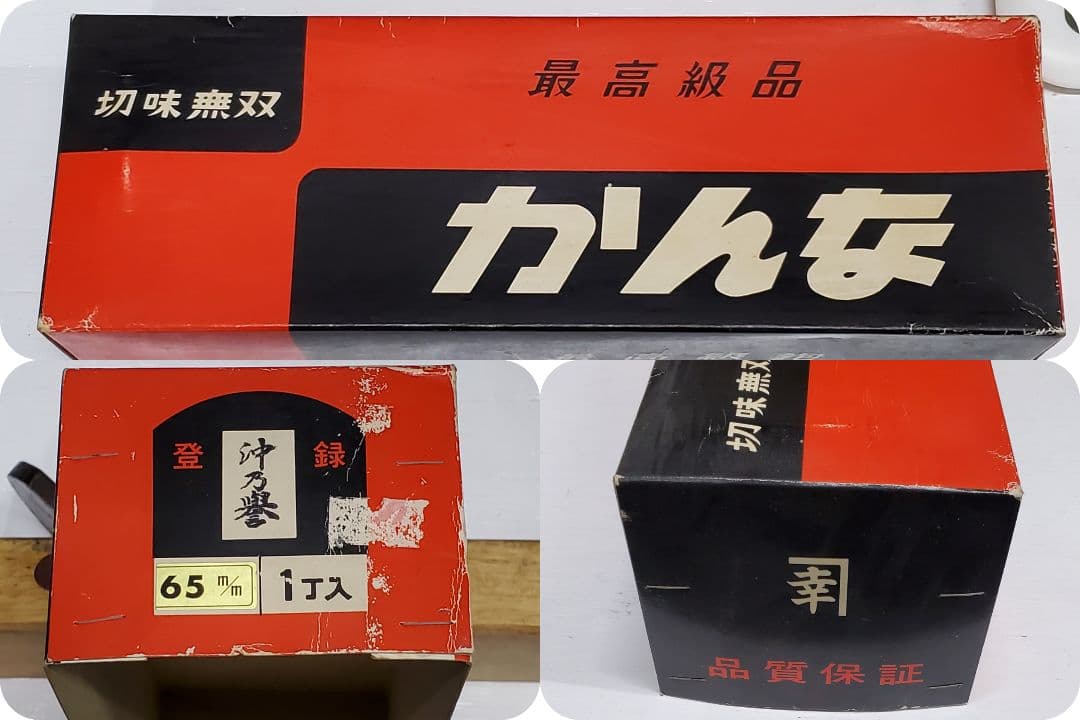 切味無双
最高級品
かんな
登録
沖乃誉
65 m/m
1丁入
切味無双
幸
品質保証